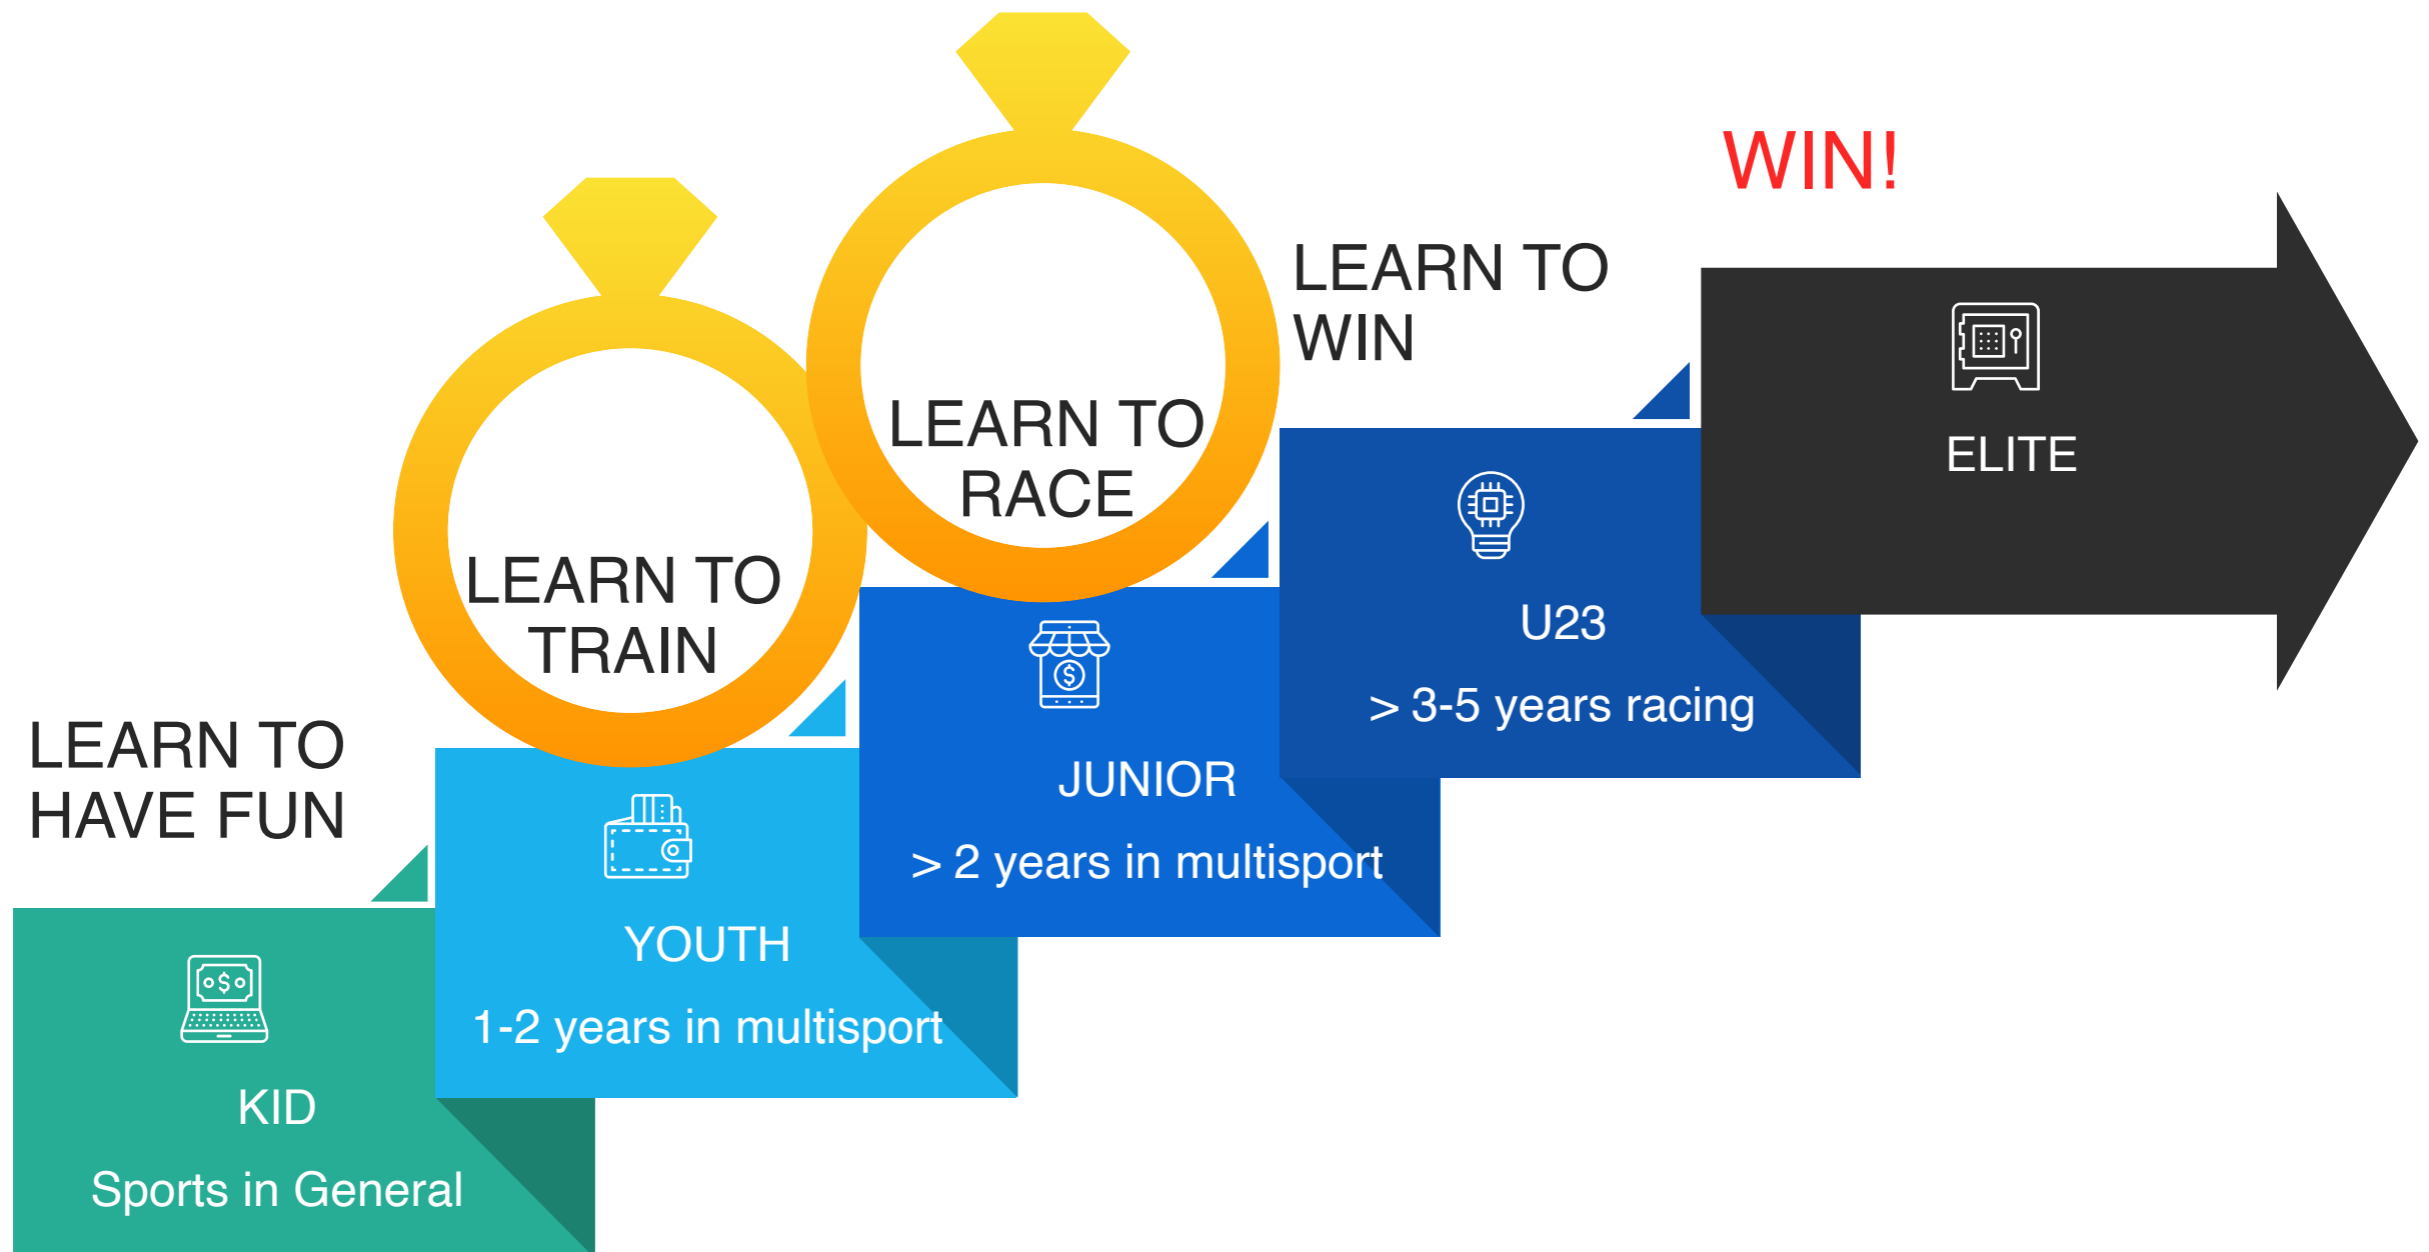 LEARN TO
HAVE FUN
KID
Sports in General
LEARN TO
TRAIN
YOUTH
1-2 years in multisport
LEARN TO
RACE
JUNIOR
> 2 years in multisport
LEARN TO
WIN
U23
> 3-5 years racing
WIN!
ELITE